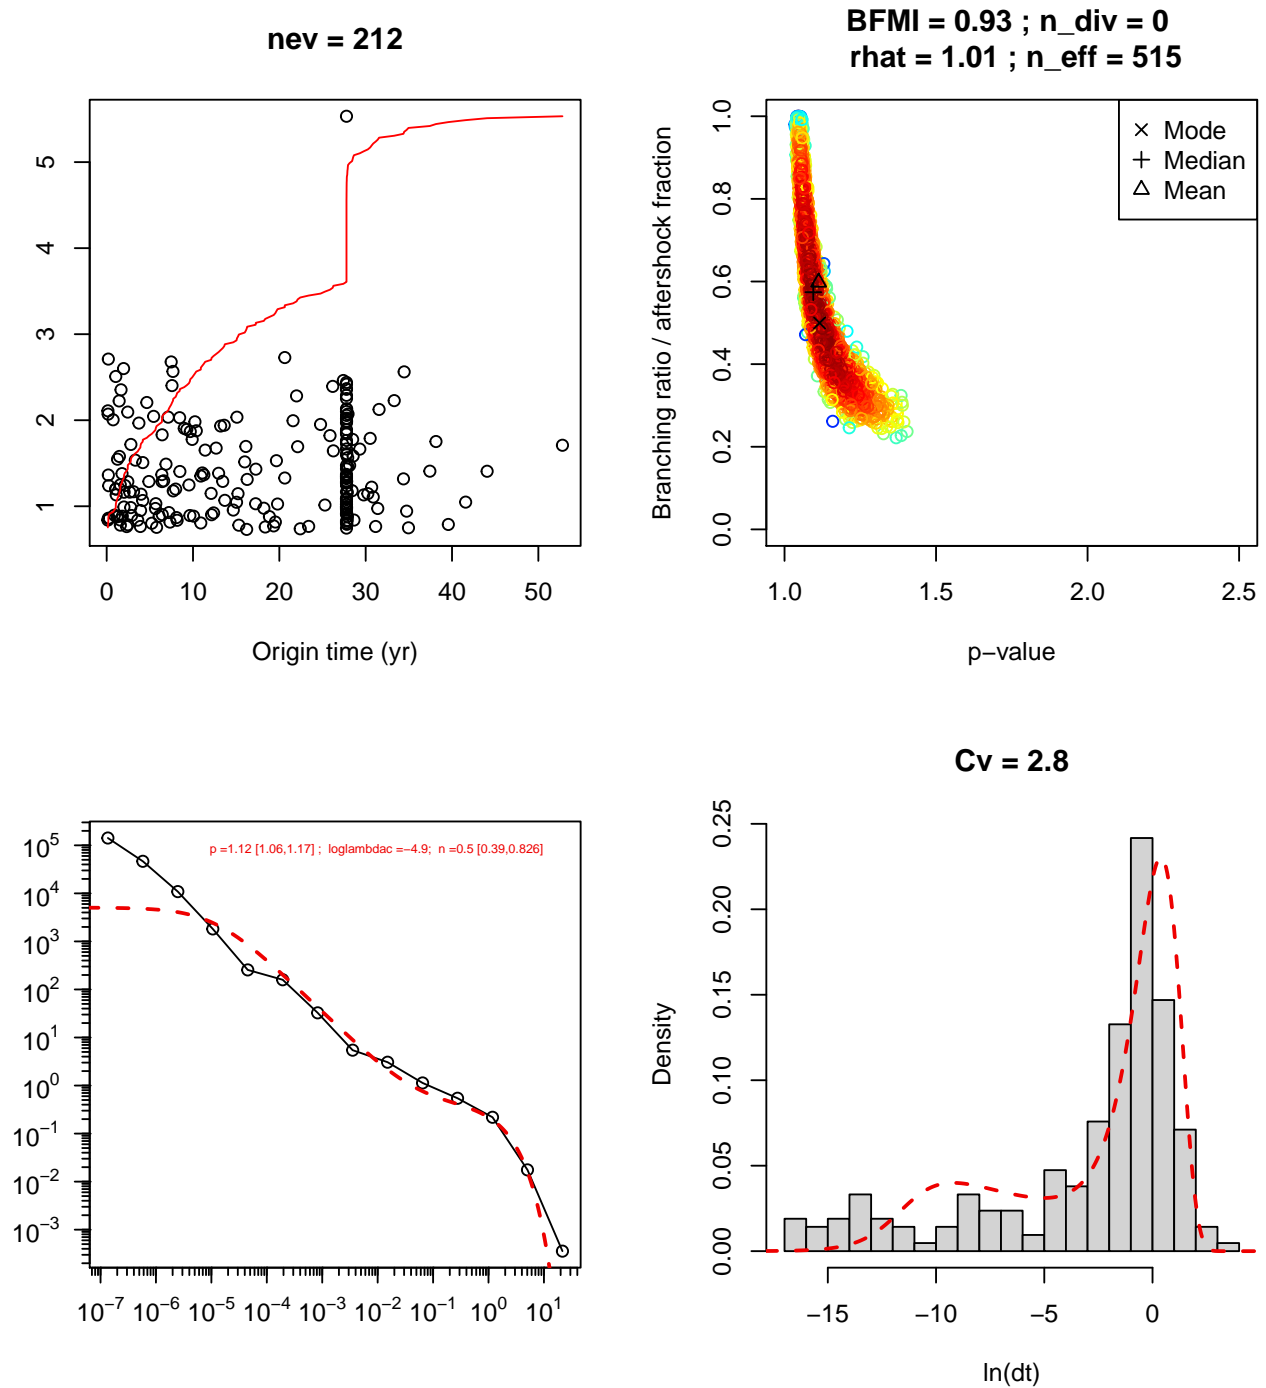 nev = 212
5
4
3
2
1
0 10 20 30 40 50
Origin time (yr)
BFMI = 0.93 ; n_div = 0
rhat = 1.01 ; n_eff = 515
Branching ratio / aftershock fraction
1.0
0.8
0.6
0.4
0.2
0.0
Mode
Median
Mean
1.0 1.5 2.0 2.5
p−value
p =1.12 [1.06,1.17] ; loglambdac =−4.9; n =0.5 [0.39,0.826]
10^5
10^4
10^3
10^2
10^1
10^0
10^−1
10^−2
10^−3
10^−7 10^−6 10^−5 10^−4 10^−3 10^−2 10^−1 10^0 10^1
Cv = 2.8
Density
0.25
0.20
0.15
0.10
0.05
0.00
−15 −10 −5 0
ln(dt)